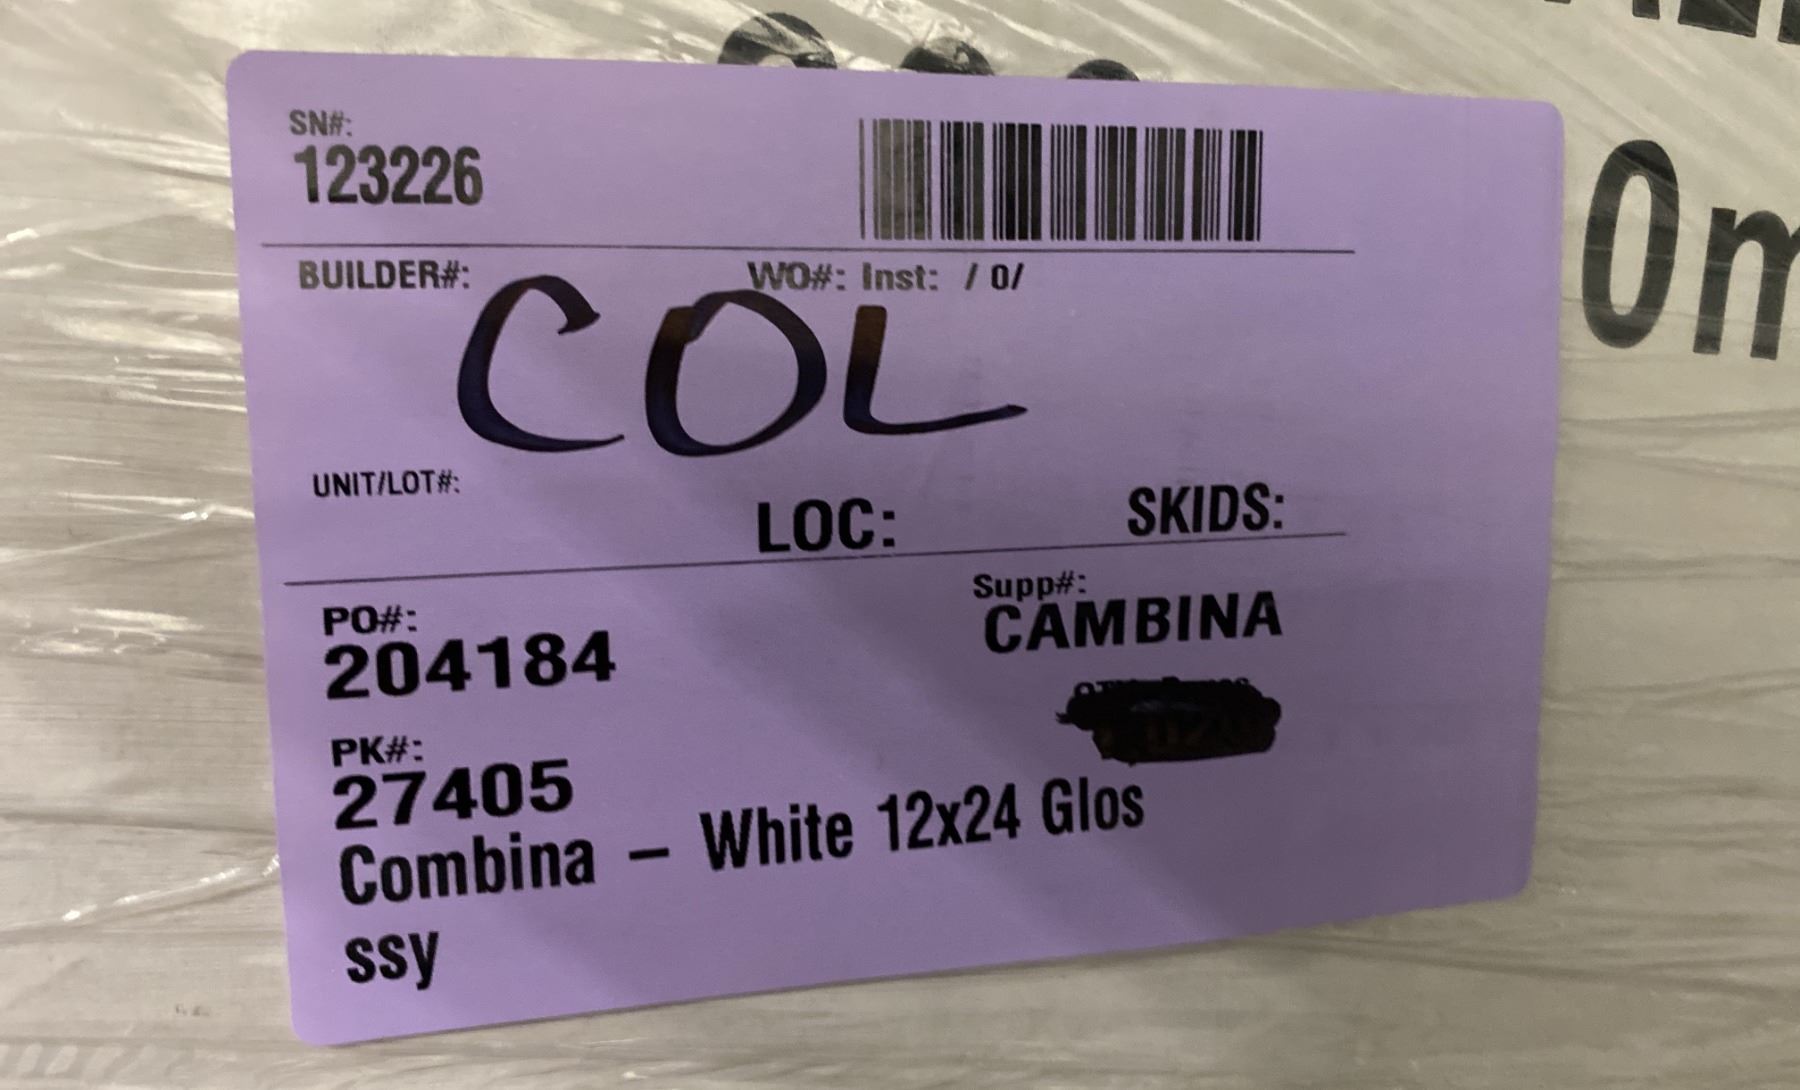 SN#:
123226
BUILDER#:
WO#: Inst: / 0/
COL
UNIT/LOT#:
LOC:
SKIDS:
PO#:
204184
Supp#:
CAMBINA
PK#:
27405
Combina – White 12x24 Glos
ssy
0m